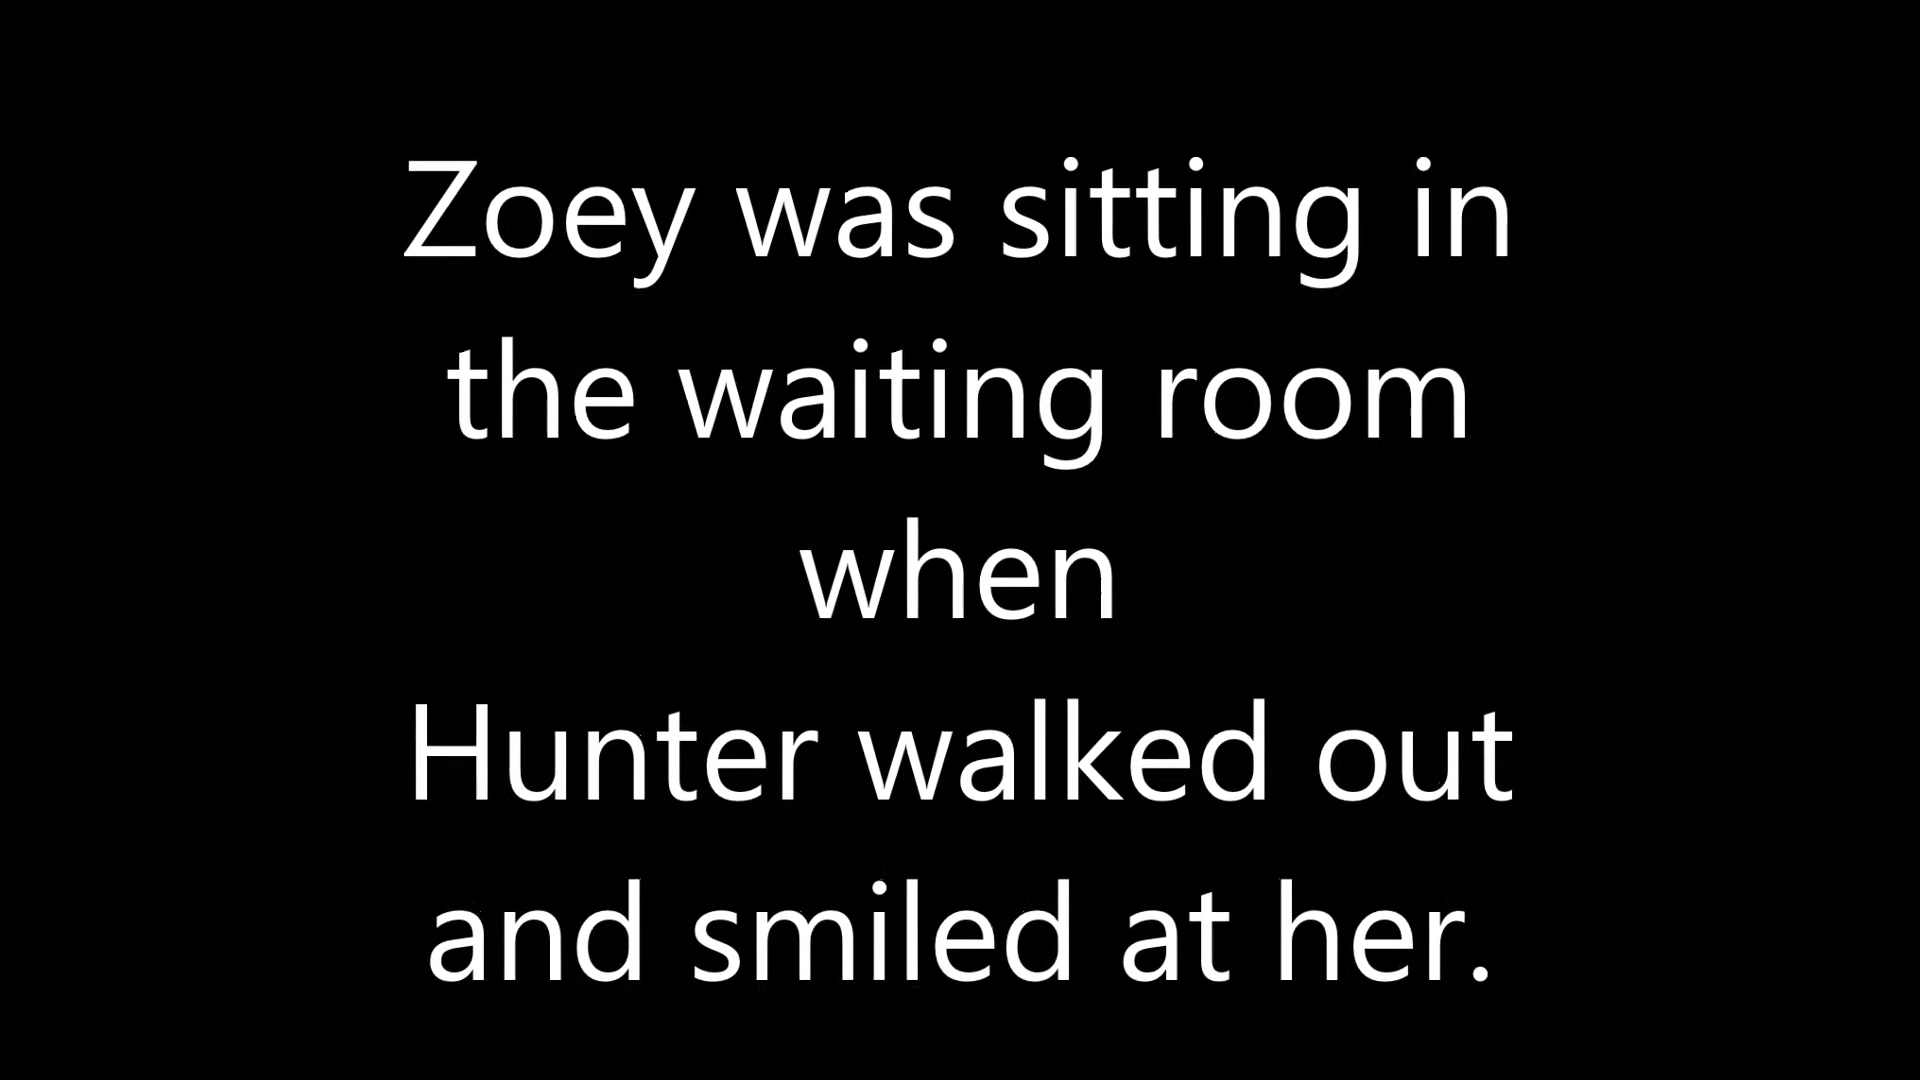 Zoey was sitting in
the waiting room
when
Hunter walked out
and smiled at her.